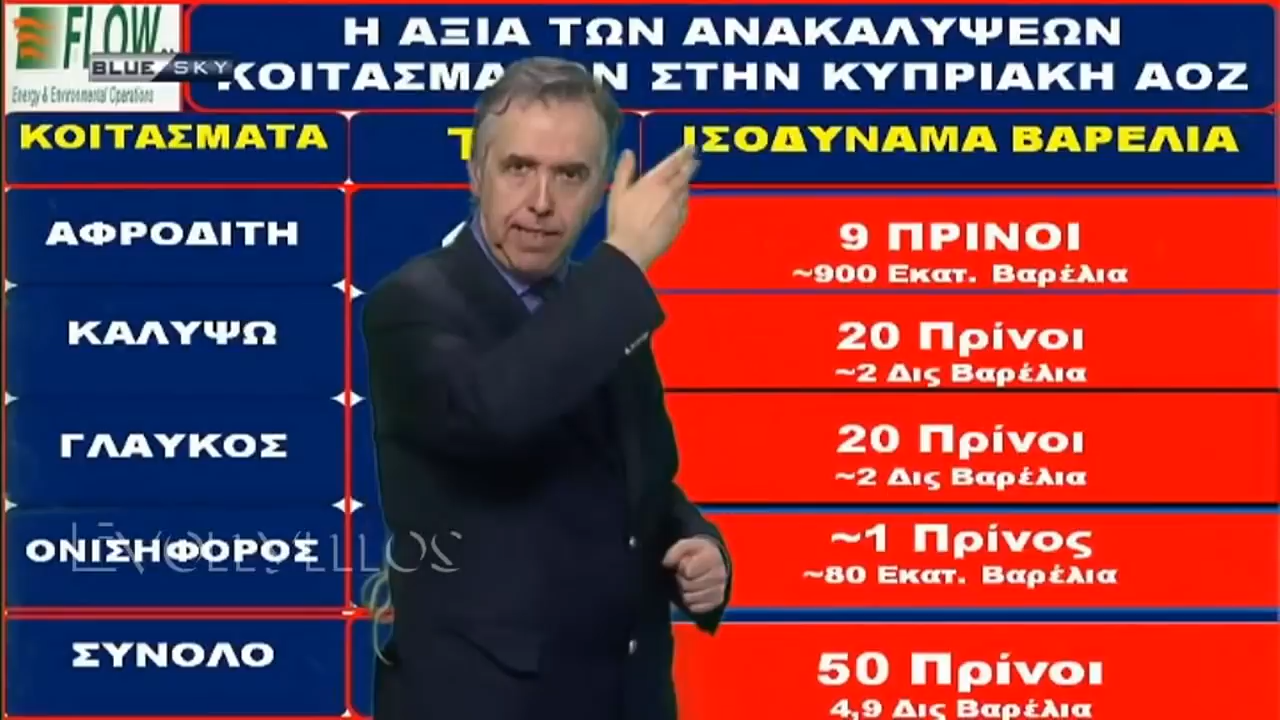 FLOW
BLUE SKY
Energy & Environmental Operations
Η ΑΞΙΑ ΤΩΝ ΑΝΑΚΑΛΥΨΕΩΝ
ΣΤΗΝ ΚΥΠΡΙΑΚΗ ΑΟΖ
ΚΟΙΤΑΣΜΑΤΑ
ΙΣΟΔΥΝΑΜΑ ΒΑΡΕΛΙΑ
ΑΦΡΟΔΙΤΗ
9 ΠΡΙΝΟΙ
~900 Εκατ. Βαρέλια
ΚΑΛΥΨΩ
20 Πρίνοι
~2 Δις Βαρέλια
ΓΛΑΥΚΟΣ
20 Πρίνοι
~2 Δις Βαρέλια
ΟΝΙΣΗΦΟΡΟΣ
~1 Πρίνος
~80 Εκατ. Βαρέλια
ΣΥΝΟΛΟ
50 Πρίνοι
4,9 Δις Βαρέλια